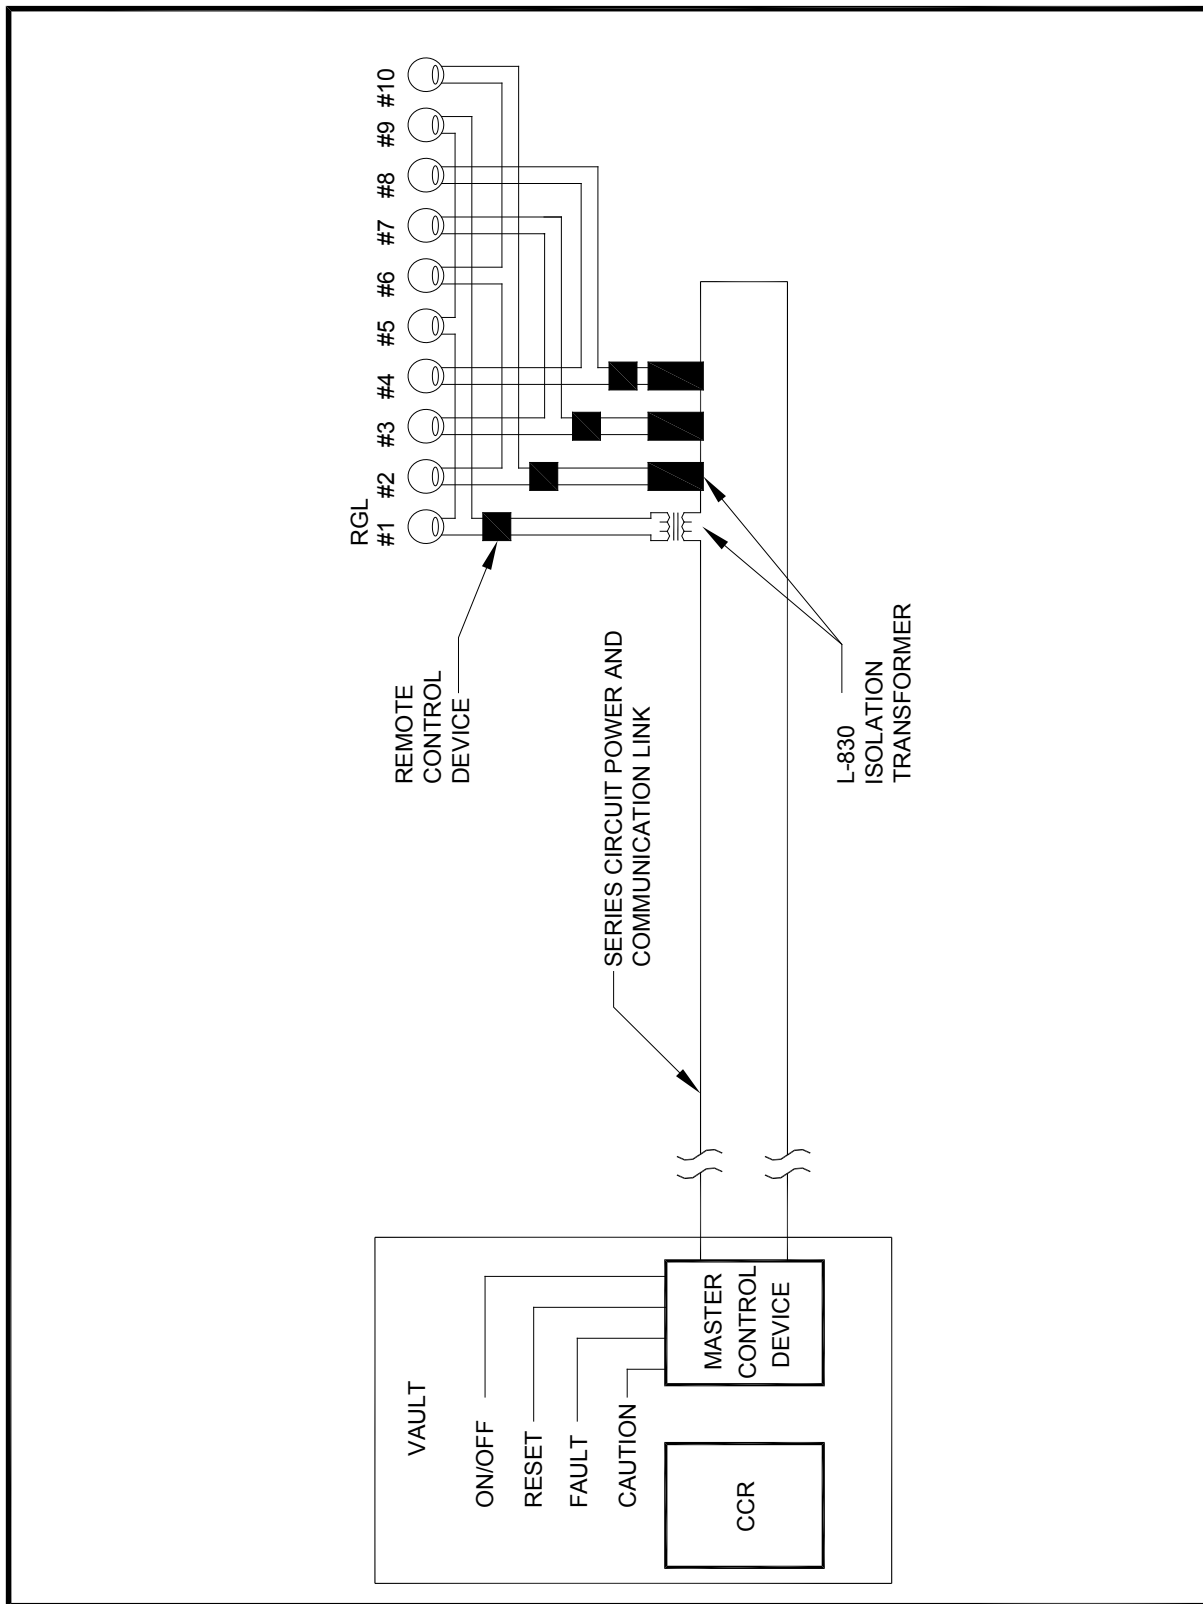 RGL
#1
#2
#3
#4
#5
#6
#7
#8
#9
#10
REMOTE
CONTROL
DEVICE
SERIES CIRCUIT POWER AND
COMMUNICATION LINK
L-830
ISOLATION
TRANSFORMER
VAULT
ON/OFF
RESET
FAULT
CAUTION
MASTER
CONTROL
DEVICE
CCR